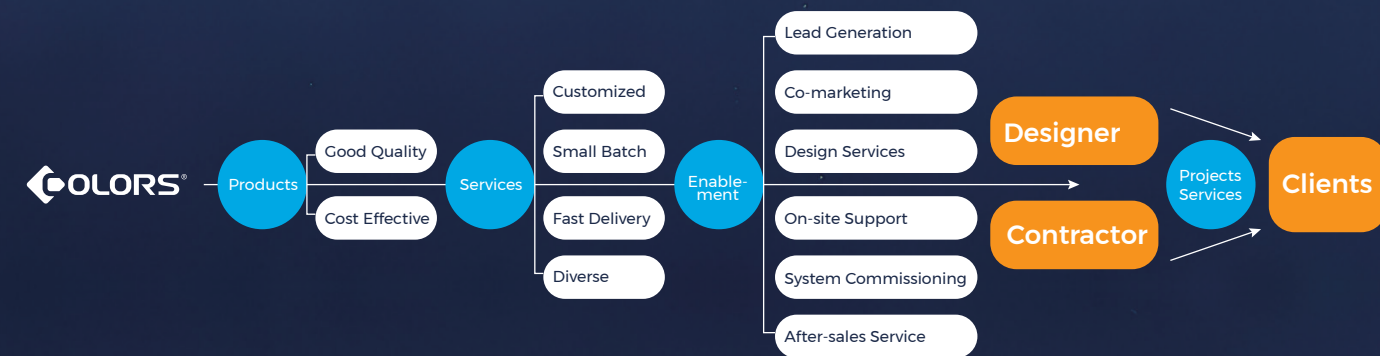 COLORS®
Products
Good Quality
Cost Effective
Services
Customized
Small Batch
Fast Delivery
Diverse
Enable-
ment
Lead Generation
Co-marketing
Design Services
On-site Support
System Commissioning
After-sales Service
Designer
Contractor
Projects
Services
Clients